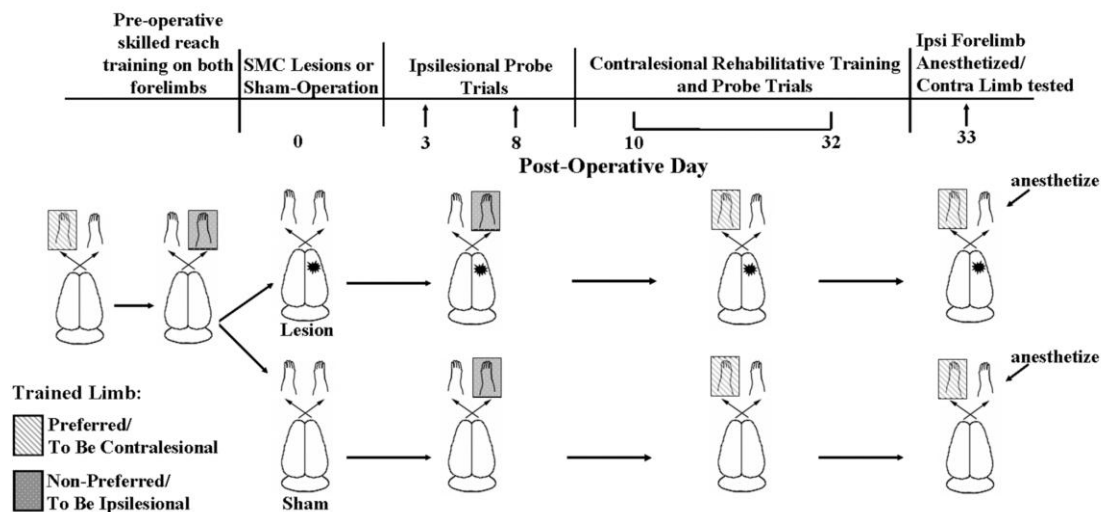 Pre-operative
skilled reach
training on both
forelimbs
SMC Lesions or
Sham-Operation
Ipsilesional Probe
Trials
Contralesional Rehabilitative Training
and Probe Trials
Ipsi Forelimb
Anesthetized/
Contra Limb tested
0
3
8
10
32
33
Post-Operative Day
anesthetize
Lesion
anesthetize
Trained Limb:
Preferred/
To Be Contralesional
Non-Preferred/
To Be Ipsilesional
Sham